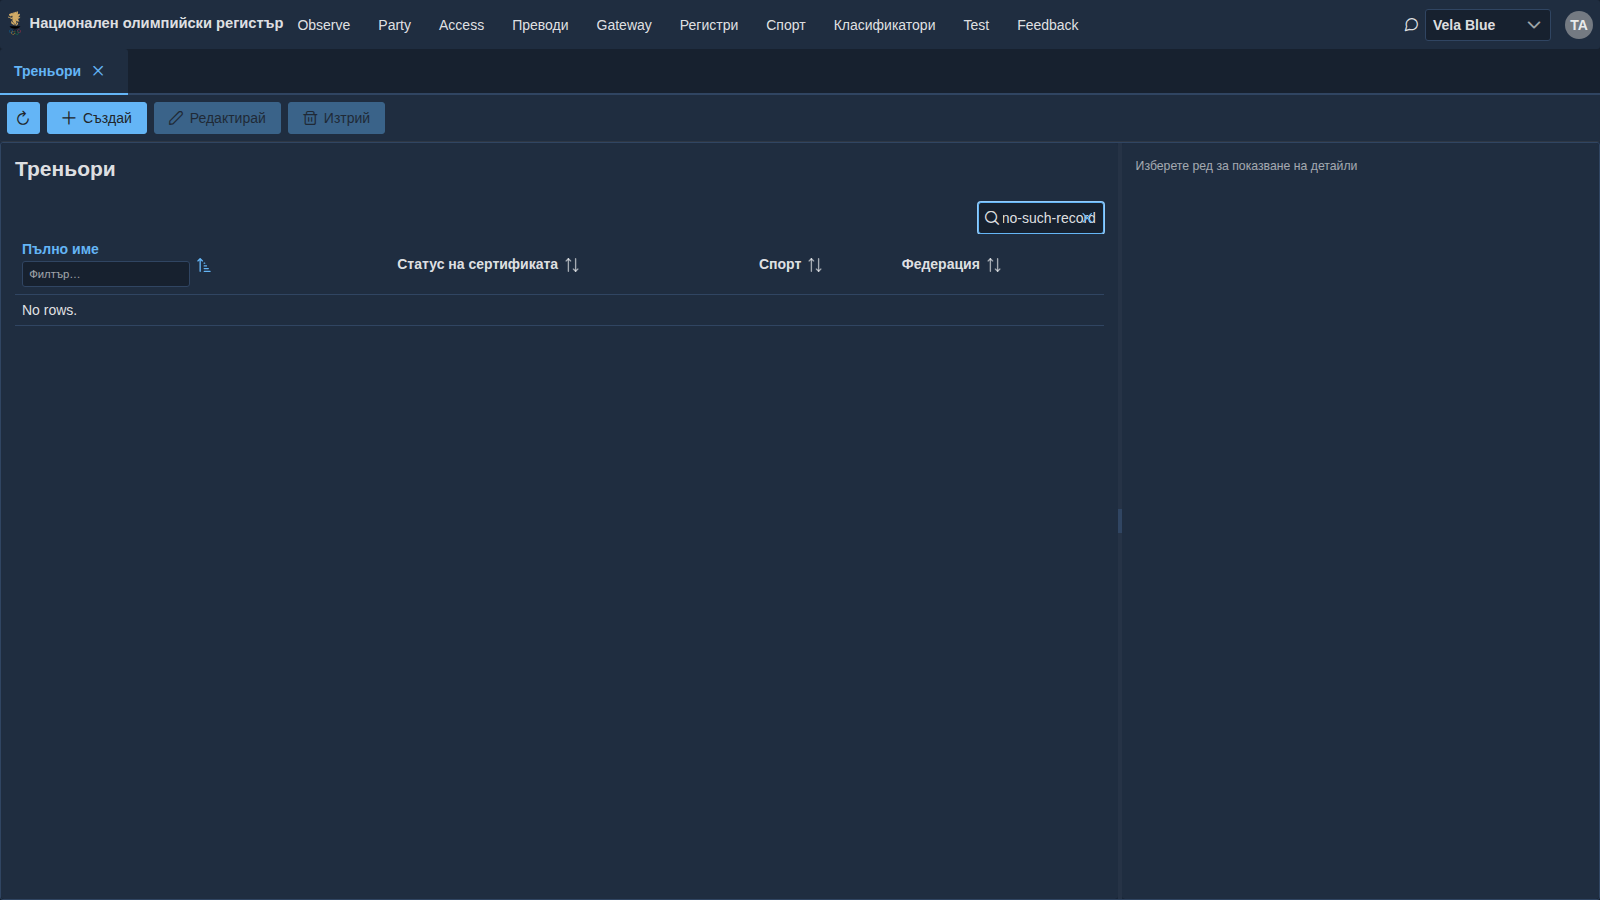 Национален олимпийски регистър Observe Party Access Преводи Gateway Регистри Спорт Класификатори Test Feedback Vela Blue TA
Треньори
Създай Редактирай Изтрий
Треньори
Изберете ред за показване на детайли
no-such-record
Пълно име
Филтър...
Статус на сертификата Спорт Федерация
No rows.